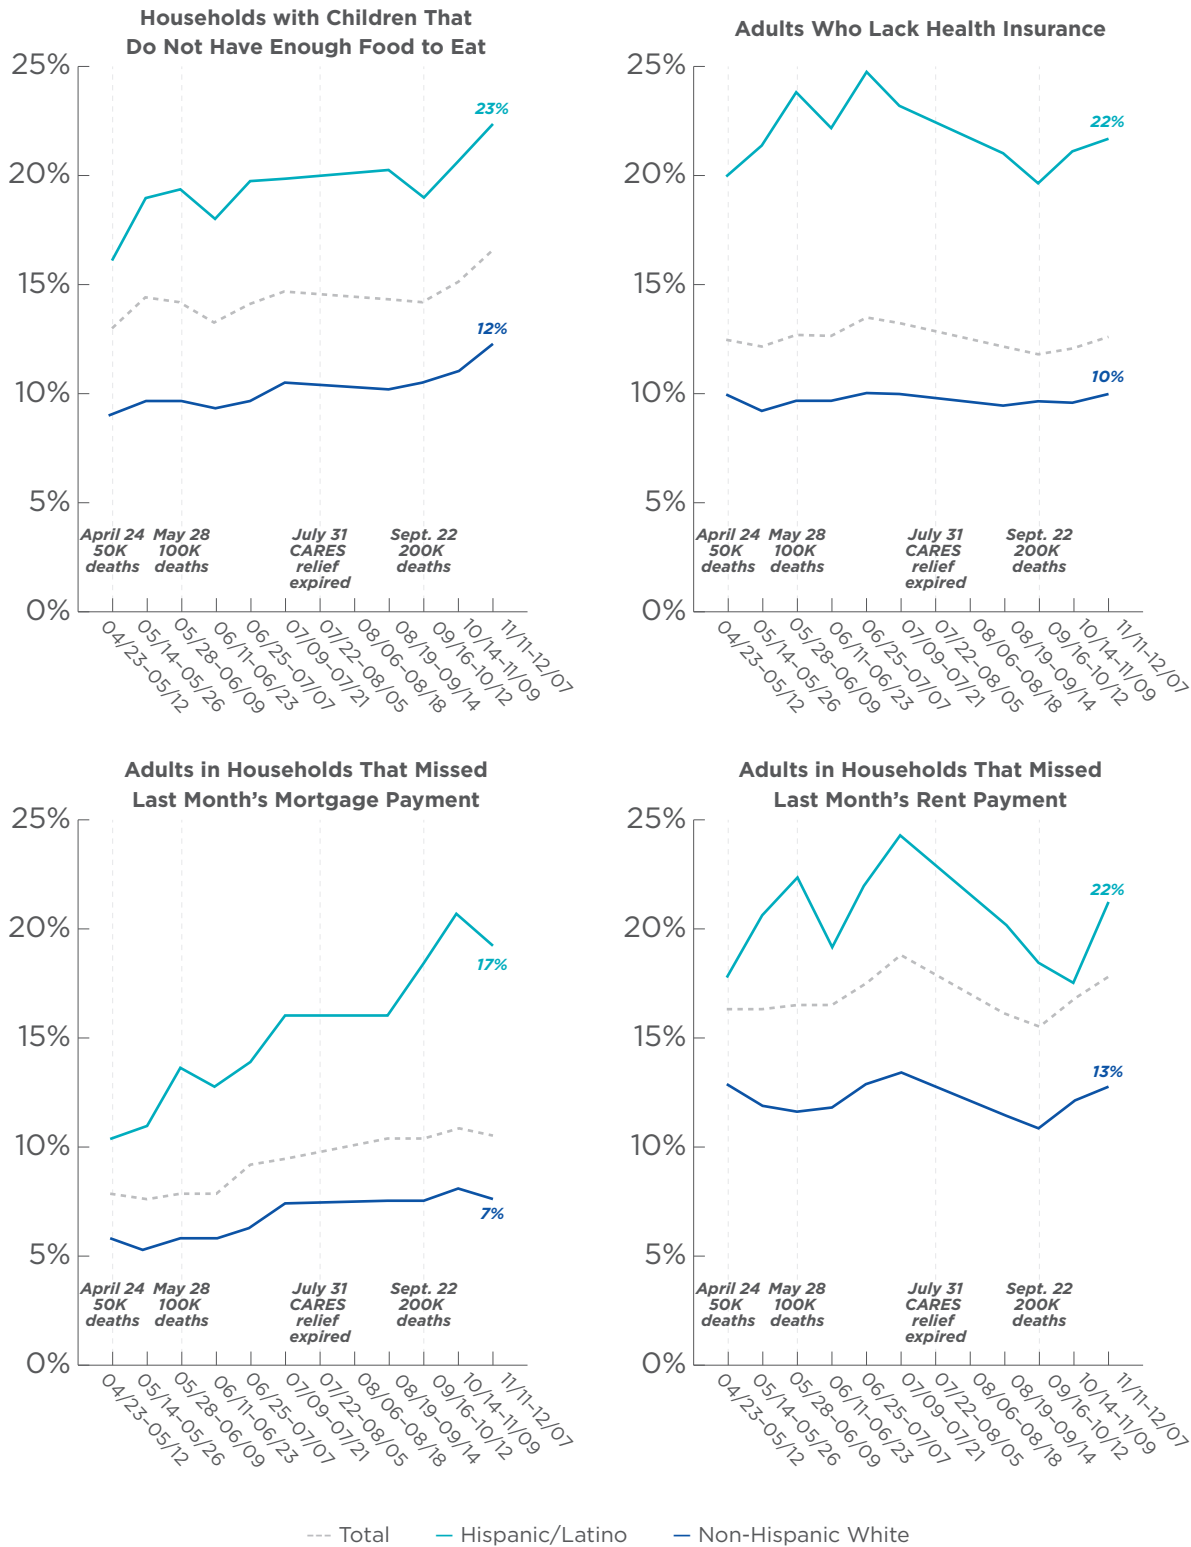 Households with Children That
Do Not Have Enough Food to Eat
25%
20%
15%
10%
5%
0%
23%
12%
April 24
50K
deaths
May 28
100K
deaths
July 31
CARES
relief
expired
Sept. 22
200K
deaths
04/23–05/12
05/14–05/26
05/28–06/09
06/11–06/23
06/25–07/07
07/09–07/21
07/22–08/05
08/06–08/18
08/19–09/14
09/16–10/12
10/14–11/09
11/11–12/07
Adults Who Lack Health Insurance
25%
20%
15%
10%
5%
0%
22%
10%
April 24
50K
deaths
May 28
100K
deaths
July 31
CARES
relief
expired
Sept. 22
200K
deaths
04/23–05/12
05/14–05/26
05/28–06/09
06/11–06/23
06/25–07/07
07/09–07/21
07/22–08/05
08/06–08/18
08/19–09/14
09/16–10/12
10/14–11/09
11/11–12/07
Adults in Households That Missed
Last Month’s Mortgage Payment
25%
20%
15%
10%
5%
0%
17%
7%
April 24
50K
deaths
May 28
100K
deaths
July 31
CARES
relief
expired
Sept. 22
200K
deaths
04/23–05/12
05/14–05/26
05/28–06/09
06/11–06/23
06/25–07/07
07/09–07/21
07/22–08/05
08/06–08/18
08/19–09/14
09/16–10/12
10/14–11/09
11/11–12/07
Adults in Households That Missed
Last Month’s Rent Payment
25%
20%
15%
10%
5%
0%
22%
13%
April 24
50K
deaths
May 28
100K
deaths
July 31
CARES
relief
expired
Sept. 22
200K
deaths
04/23–05/12
05/14–05/26
05/28–06/09
06/11–06/23
06/25–07/07
07/09–07/21
07/22–08/05
08/06–08/18
08/19–09/14
09/16–10/12
10/14–11/09
11/11–12/07
Total
Hispanic/Latino
Non-Hispanic White